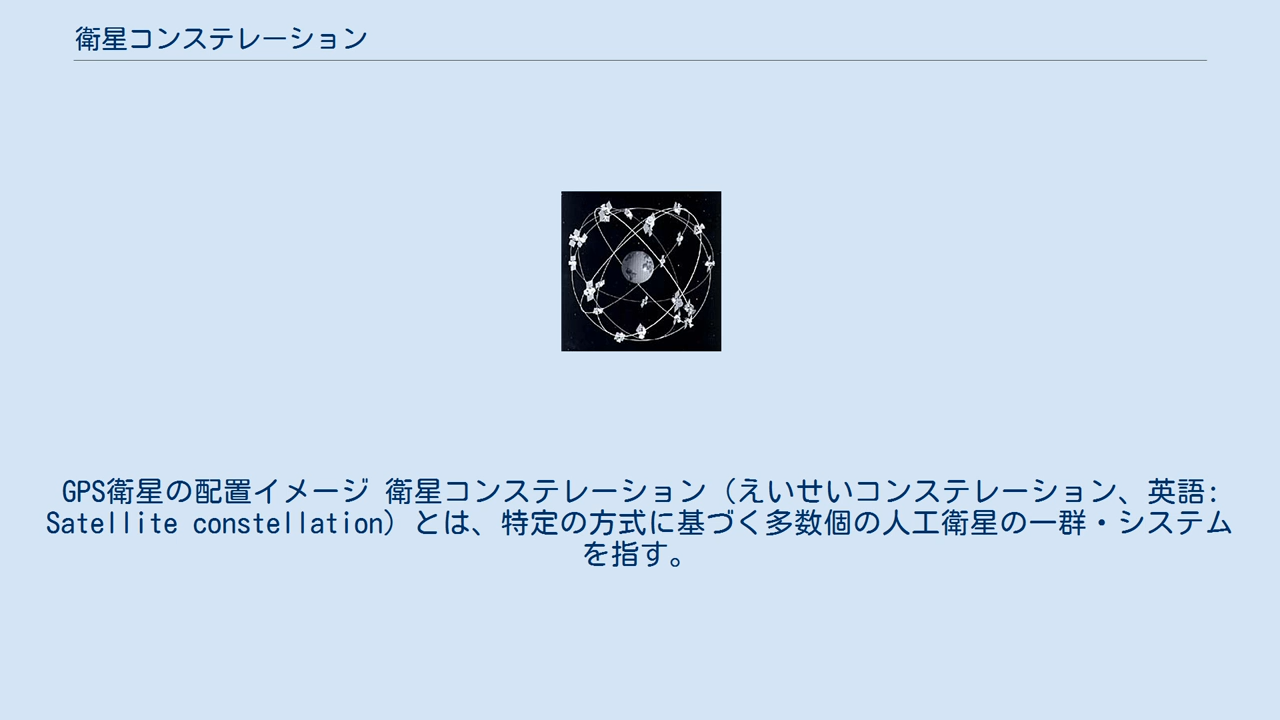 衛星コンステレーション
GPS衛星の配置イメージ 衛星コンステレーション（えいせいコンステレーション、英語:
Satellite constellation）とは、特定の方式に基づく多数個の人工衛星の一群・システム
を指す。